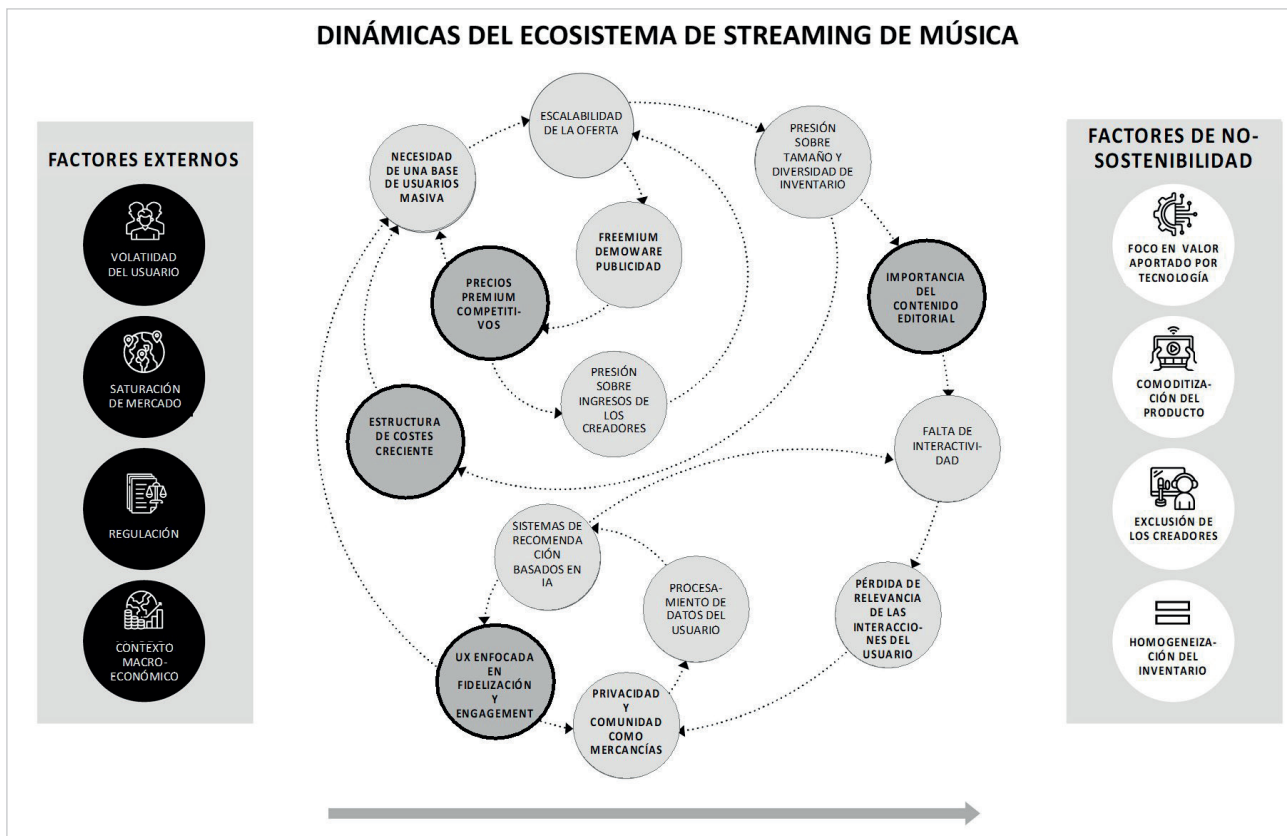 DINÁMICAS DEL ECOSISTEMA DE STREAMING DE MÚSICA
FACTORES EXTERNOS
VOLATIIDAD
DEL USUARIO
SATURACIÓN
DE MERCADO
REGULACIÓN
CONTEXTO
MACRO-
ECONÓMICO
NECESIDAD
DE UNA BASE
DE USUARIOS
MASIVA
ESCALABILIDAD
DE LA OFERTA
PRESIÓN
SOBRE
TAMAÑO Y
DIVERSIDAD DE
INVENTARIO
FREEMIUM
DEMOWARE
PUBLICIDAD
PRECIOS
PREMIUM
COMPETITI-
VOS
IMPORTANCIA
DEL
CONTENIDO
EDITORIAL
PRESIÓN
SOBRE
INGRESOS DE
LOS
CREADORES
ESTRUCTURA
DE COSTES
CRECIENTE
FALTA DE
INTERACTIVI-
DAD
SISTEMAS DE
RECOMENDA
CIÓN
BASADOS EN
IA
PROCESA-
MIENTO DE
DATOS DEL
USUARIO
PÉRDIDA DE
RELEVANCIA
DE LAS
INTERACCIO-
NES DEL
USUARIO
UX ENFOCADA
EN
FIDELIZACIÓN
Y
ENGAGEMENT
PRIVACIDAD
Y
COMUNIDAD
COMO
MERCANCÍAS
FACTORES DE NO-
SOSTENIBILIDAD
FOCO EN VALOR
APORTADO POR
TECNOLOGÍA
COMODITIZA-
CIÓN DEL
PRODUCTO
EXCLUSIÓN DE
LOS CREADORES
HOMOGENEIZA-
CIÓN DEL
INVENTARIO